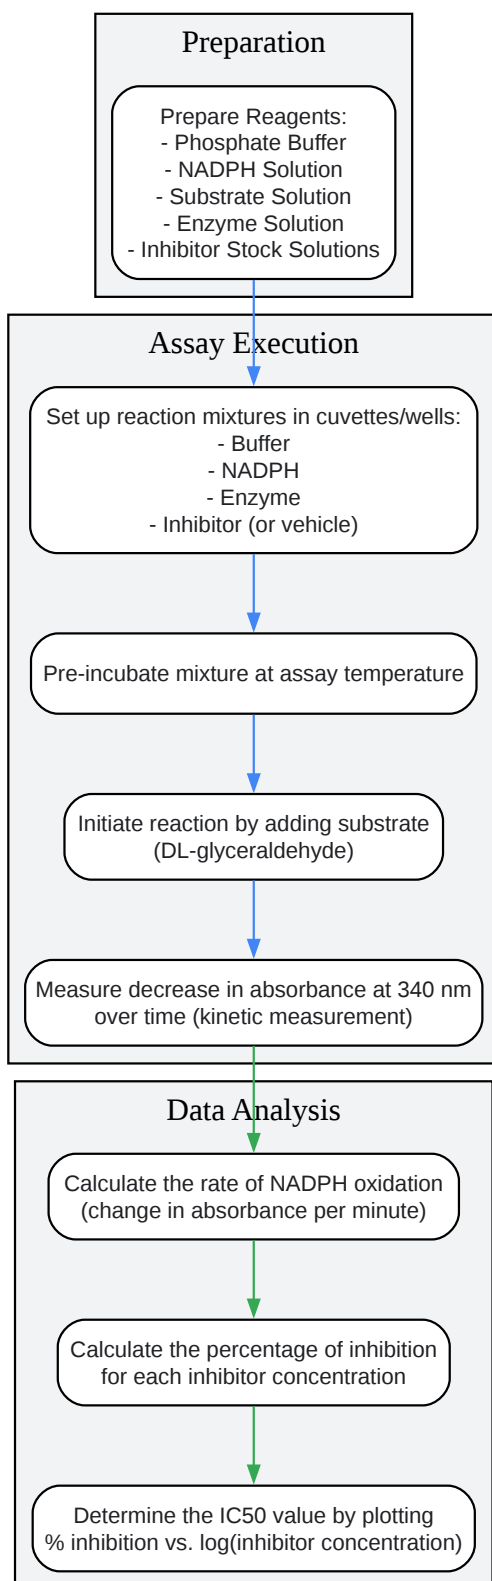 Preparation
Prepare Reagents:
- Phosphate Buffer
- NADPH Solution
- Substrate Solution
- Enzyme Solution
- Inhibitor Stock Solutions
Assay Execution
Set up reaction mixtures in cuvettes/wells:
- Buffer
- NADPH
- Enzyme
- Inhibitor (or vehicle)
Pre-incubate mixture at assay temperature
Initiate reaction by adding substrate
(DL-glyceraldehyde)
Measure decrease in absorbance at 340 nm
over time (kinetic measurement)
Data Analysis
Calculate the rate of NADPH oxidation
(change in absorbance per minute)
Calculate the percentage of inhibition
for each inhibitor concentration
Determine the IC50 value by plotting
% inhibition vs. log(inhibitor concentration)